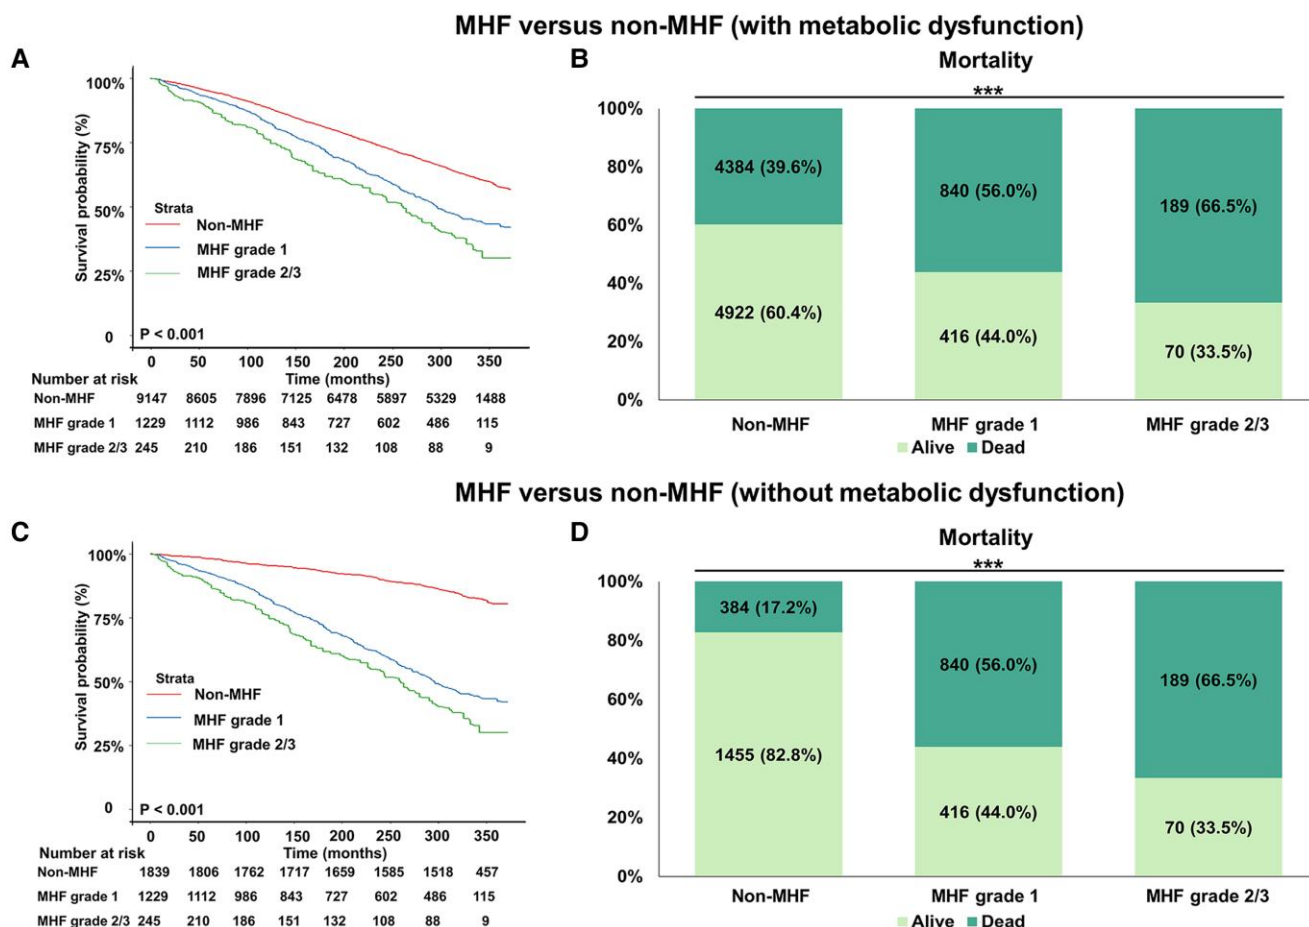 MHF versus non-MHF (with metabolic dysfunction)
A
Survival probability (%)
100%
75%
50%
25%
0
Strata
Non-MHF
MHF grade 1
MHF grade 2/3
P < 0.001
0 50 100 150 200 250 300 350
Number at risk
Time (months)
Non-MHF 9147 8605 7896 7125 6478 5897 5329 1488
MHF grade 1 1229 1112 986 843 727 602 486 115
MHF grade 2/3 245 210 186 151 132 108 88 9
B
Mortality
***
100%
80%
60%
40%
20%
0%
4384 (39.6%)
4922 (60.4%)
840 (56.0%)
416 (44.0%)
189 (66.5%)
70 (33.5%)
Non-MHF MHF grade 1 MHF grade 2/3
Alive Dead
MHF versus non-MHF (without metabolic dysfunction)
C
Survival probability (%)
100%
75%
50%
25%
0
Strata
Non-MHF
MHF grade 1
MHF grade 2/3
P < 0.001
0 50 100 150 200 250 300 350
Number at risk
Time (months)
Non-MHF 1839 1806 1762 1717 1659 1585 1518 457
MHF grade 1 1229 1112 986 843 727 602 486 115
MHF grade 2/3 245 210 186 151 132 108 88 9
D
Mortality
***
100%
80%
60%
40%
20%
0%
384 (17.2%)
1455 (82.8%)
840 (56.0%)
416 (44.0%)
189 (66.5%)
70 (33.5%)
Non-MHF MHF grade 1 MHF grade 2/3
Alive Dead